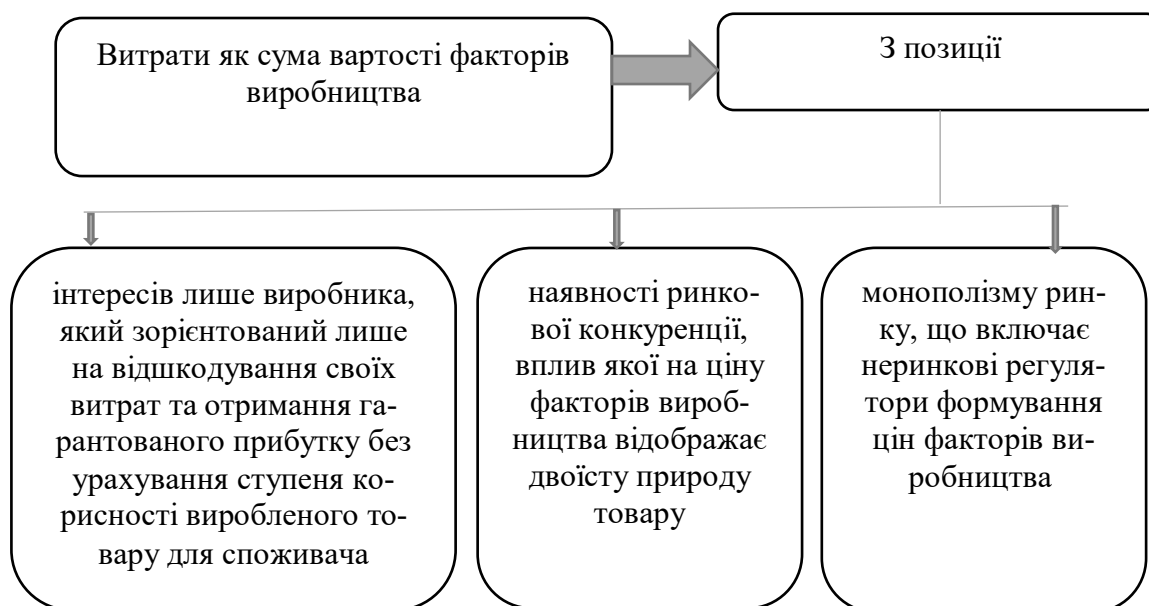 Витрати як сума вартості факторів
виробництва
З позиції
інтересів лише виробника,
який зорієнтований лише
на відшкодування своїх
витрат та отримання га-
рантованого прибутку без
урахування ступеня ко-
рисності виробленого то-
вару для споживача
наявності ринко-
вої конкуренції,
вплив якої на ціну
факторів вироб-
ництва відображає
двоїсту природу
товару
монополізму рин-
ку, що включає
неринкові регуля-
тори формування
цін факторів ви-
робництва